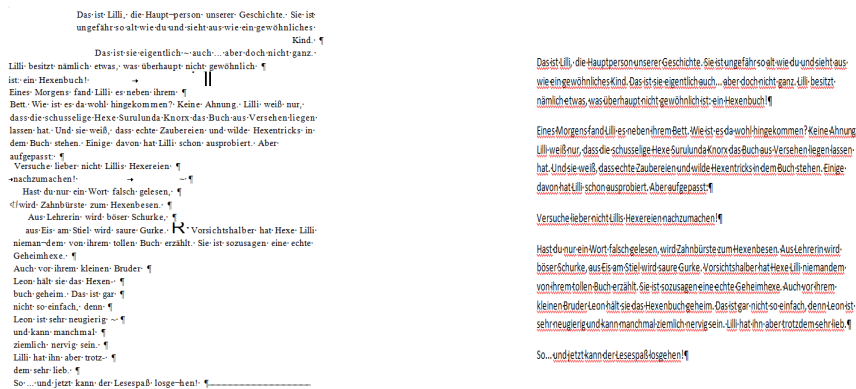 Das ist Lilli, die Haupt–person unserer Geschichte. Sie ist
ungefähr so alt wie du und sieht aus wie ein gewöhnliches
Kind. ¶
Das ist sie eigentlich ~ auch ... aber doch nicht ganz.
Lilli besitzt nämlich etwas, was überhaupt nicht gewöhnlich ¶
ist: ein Hexenbuch! → ||
Eines Morgens fand Lilli es neben ihrem ¶
Bett. Wie ist es da wohl hingekommen? Keine Ahnung. Lilli weiß nur,
dass die schusselige Hexe Surulunda Knorx das Buch aus Versehen liegen
lassen hat. Und sie weiß, dass echte Zaubereien und wilde Hexentricks in
dem Buch stehen. Einige davon hat Lilli schon ausprobiert. Aber
aufgepasst: ¶
Versuche lieber nicht Lillis Hexereien ¶
→nachzumachen! → ~ ¶
Hast du nur ein Wort falsch gelesen, ¶
</wird Zahnbürste zum Hexenbesen. ¶
Aus Lehrerin wird böser Schurke, ¶
aus Eis am Stiel wird saure Gurke. R Vorsichtshalber hat Hexe Lilli
nieman–dem von ihrem tollen Buch erzählt. Sie ist sozusagen eine echte
Geheimhexe. ¶
Auch vor ihrem kleinen Bruder ¶
Leon hält sie das Hexen- ¶
buch geheim. Das ist gar ¶
nicht so einfach, denn ¶
Leon ist sehr neugierig ~ ¶
und kann manchmal ¶
ziemlich nervig sein. ¶
Lilli hat ihn aber trotz- ¶
dem sehr lieb. ¶
So ... und jetzt kann der Lesespaß losge–hen! ¶
Das ist Lilli, die Hauptperson unserer Geschichte. Sie ist ungefähr so alt wie du und sieht aus
wie ein gewöhnliches Kind. Das ist sie eigentlich auch... aber doch nicht ganz. Lilli besitzt
nämlich etwas, was überhaupt nicht gewöhnlich ist: ein Hexenbuch!¶
Eines Morgens fand Lilli es neben ihrem Bett. Wie ist es da wohl hingekommen? Keine Ahnung
Lilli weiß nur, dass die schusselige Hexe Surulunda Knorx das Buch aus Versehen liegen lassen
hat. Und sie weiß, dass echte Zaubereien und wilde Hexentricks in dem Buch stehen. Einige
davon hat Lilli schon ausprobiert. Aber aufgepasst:¶
Versuche lieber nicht Lillis Hexereien nachzumachen!¶
Hast du nur ein Wort falsch gelesen, wird Zahnbürste zum Hexenbesen. Aus Lehrerin wird
böser Schurke, aus Eis am Stiel wird saure Gurke. Vorsichtshalber hat Hexe Lilli niemandem
von ihrem tollen Buch erzählt. Sie ist sozusagen eine echte Geheimhexe. Auch vor ihrem
kleinen Bruder Leon hält sie das Hexenbuch geheim. Das ist gar nicht so einfach, denn Leon ist
sehr neugierig und kann manchmal ziemlich nervig sein. Lilli hat ihn aber trotzdem sehr lieb.¶
So... und jetzt kann der Lesespaß losgehen!¶